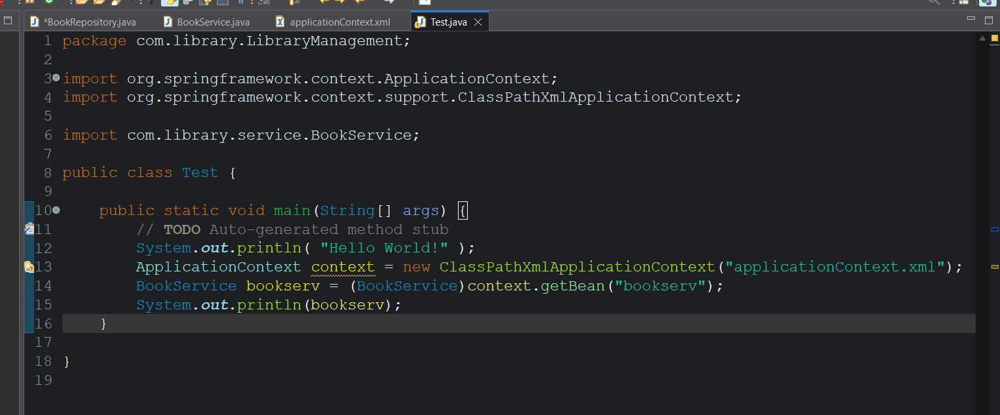 *BookRepository.java BookService.java applicationContext.xml Test.java
1 package com.library.LibraryManagement;
2
3 import org.springframework.context.ApplicationContext;
4 import org.springframework.context.support.ClassPathXmlApplicationContext;
5
6 import com.library.service.BookService;
7
8 public class Test {
9
10 public static void main(String[] args) {
11 // TODO Auto-generated method stub
12 System.out.println( "Hello World!" );
13 ApplicationContext context = new ClassPathXmlApplicationContext("applicationContext.xml");
14 BookService bookserv = (BookService)context.getBean("bookserv");
15 System.out.println(bookserv);
16 }
17
18 }
19